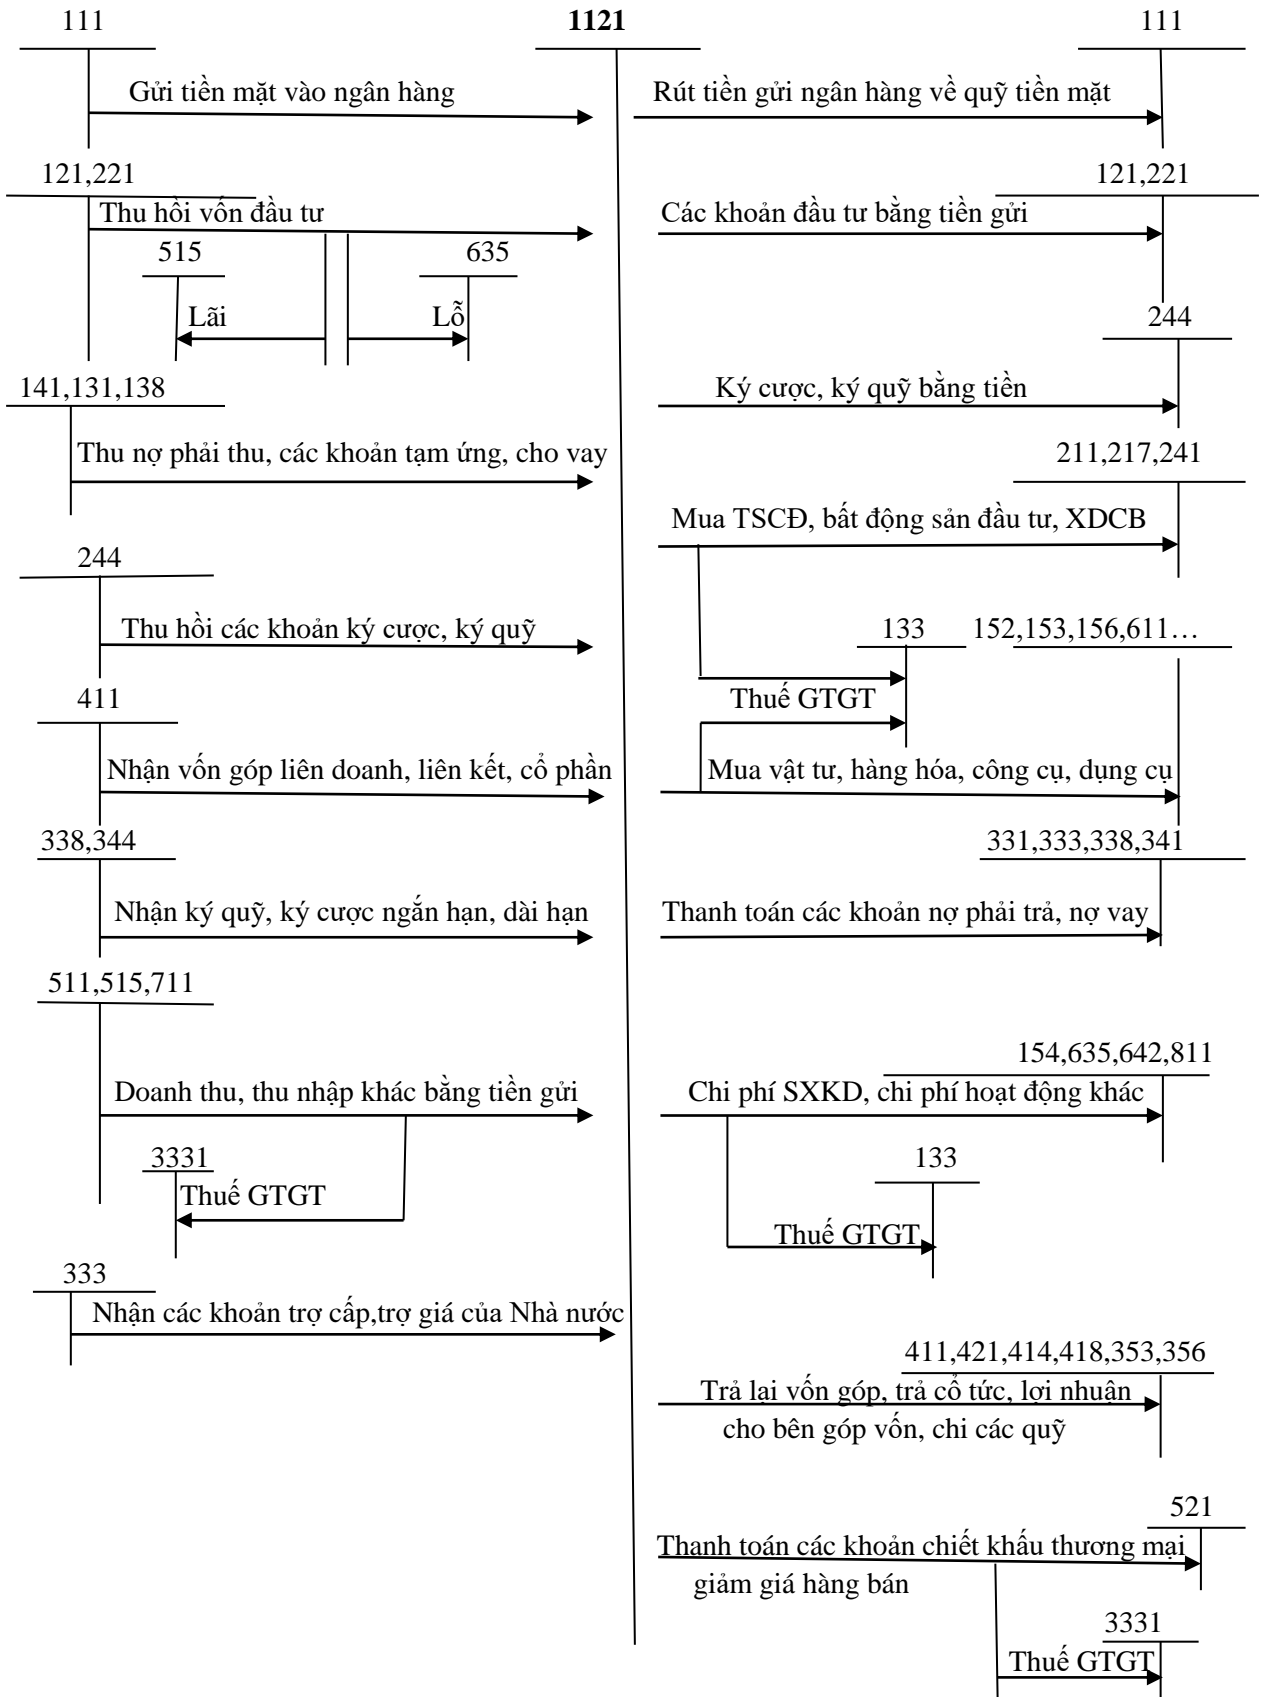 111
1121
111
Gửi tiền mặt vào ngân hàng
Rút tiền gửi ngân hàng về quỹ tiền mặt
121,221
121,221
Thu hồi vốn đầu tư
Các khoản đầu tư bằng tiền gửi
515
635
Lãi
Lỗ
244
141,131,138
Ký cược, ký quỹ bằng tiền
Thu nợ phải thu, các khoản tạm ứng, cho vay
211,217,241
Mua TSCĐ, bất động sản đầu tư, XDCB
244
Thu hồi các khoản ký cược, ký quỹ
133
152,153,156,611…
411
Thuế GTGT
Nhận vốn góp liên doanh, liên kết, cổ phần
Mua vật tư, hàng hóa, công cụ, dụng cụ
338,344
331,333,338,341
Nhận ký quỹ, ký cược ngắn hạn, dài hạn
Thanh toán các khoản nợ phải trả, nợ vay
511,515,711
154,635,642,811
Doanh thu, thu nhập khác bằng tiền gửi
Chi phí SXKD, chi phí hoạt động khác
3331
133
Thuế GTGT
Thuế GTGT
333
Nhận các khoản trợ cấp,trợ giá của Nhà nước
411,421,414,418,353,356
Trả lại vốn góp, trả cổ tức, lợi nhuận
cho bên góp vốn, chi các quỹ
521
Thanh toán các khoản chiết khấu thương mại
giảm giá hàng bán
3331
Thuế GTGT